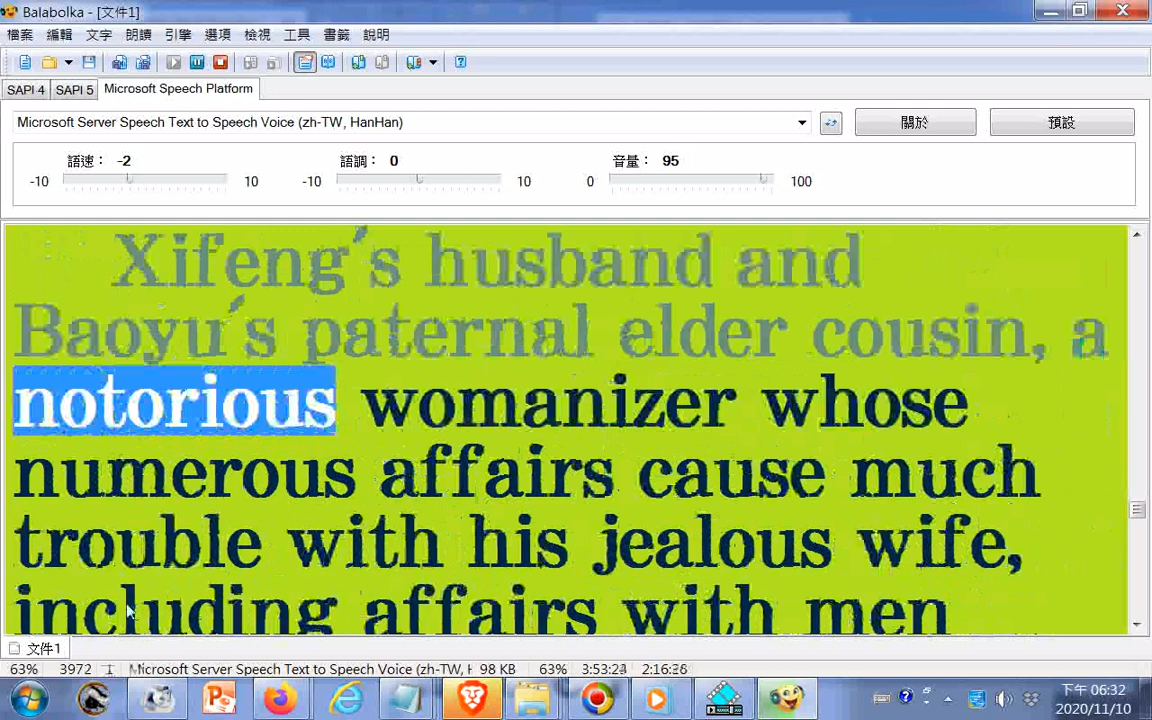 Balabolka - [文件1]
檔案 編輯 文字 朗讀 引擎 選項 檢視 工具 書籤 說明
SAPI 4 SAPI 5 Microsoft Speech Platform
Microsoft Server Speech Text to Speech Voice (zh-TW, HanHan) 關於 預設
語速： -2 語調： 0 音量： 95
-10 10 -10 10 0 100
Xifeng's husband and
Baoyu's paternal elder cousin, a
notorious womanizer whose
numerous affairs cause much
trouble with his jealous wife,
including affairs with men
文件1
63% 3972 Microsoft Server Speech Text to Speech Voice (zh-TW, H 98 KB 63% 3:53:24 2:16:36
下午 06:32
2020/11/10